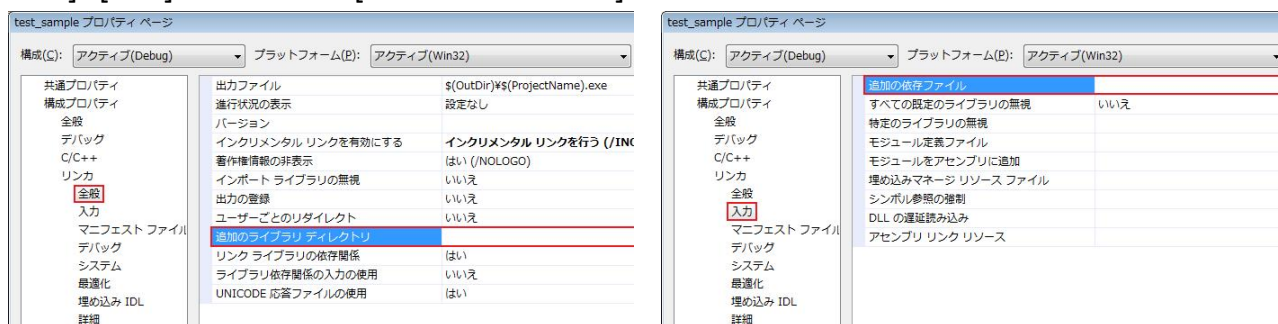 test_sample プロパティ ページ
構成(C): アクティブ(Debug) プラットフォーム(P): アクティブ(Win32)
共通プロパティ
構成プロパティ
全般
デバッグ
C/C++
リンカ
全般
入力
マニフェスト ファイル
デバッグ
システム
最適化
埋め込み IDL
詳細
出力ファイル $(OutDir)¥$(ProjectName).exe
進行状況の表示 設定なし
バージョン
インクリメンタル リンクを有効にする インクリメンタル リンクを行う (/INC
著作権情報の非表示 はい (/NOLOGO)
インポート ライブラリの無視 いいえ
出力の登録 いいえ
ユーザーごとのリダイレクト いいえ
追加のライブラリ ディレクトリ
リンク ライブラリの依存関係 はい
ライブラリ依存関係の入力の使用 いいえ
UNICODE 応答ファイルの使用 はい
test_sample プロパティ ページ
構成(C): アクティブ(Debug) プラットフォーム(P): アクティブ(Win32)
共通プロパティ
構成プロパティ
全般
デバッグ
C/C++
リンカ
全般
入力
マニフェスト ファイル
デバッグ
システム
最適化
埋め込み IDL
詳細
追加の依存ファイル
すべての既定のライブラリの無視 いいえ
特定のライブラリの無視
モジュール定義ファイル
モジュールをアセンブリに追加
埋め込みマネージ リソース ファイル
シンボル参照の強制
DLL の遅延読み込み
アセンブリ リンク リソース